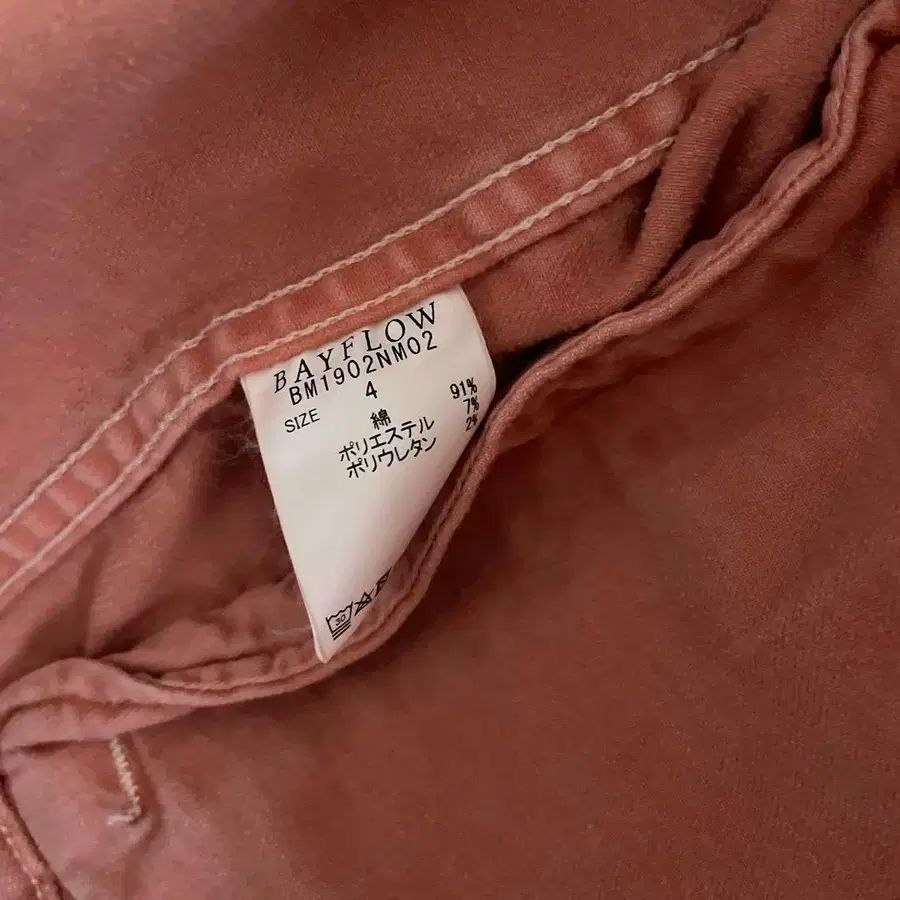 BAYFLOW
BM1902NM02
SIZE 4
綿 91%
ポリエステル 7%
ポリウレタン 2%
30